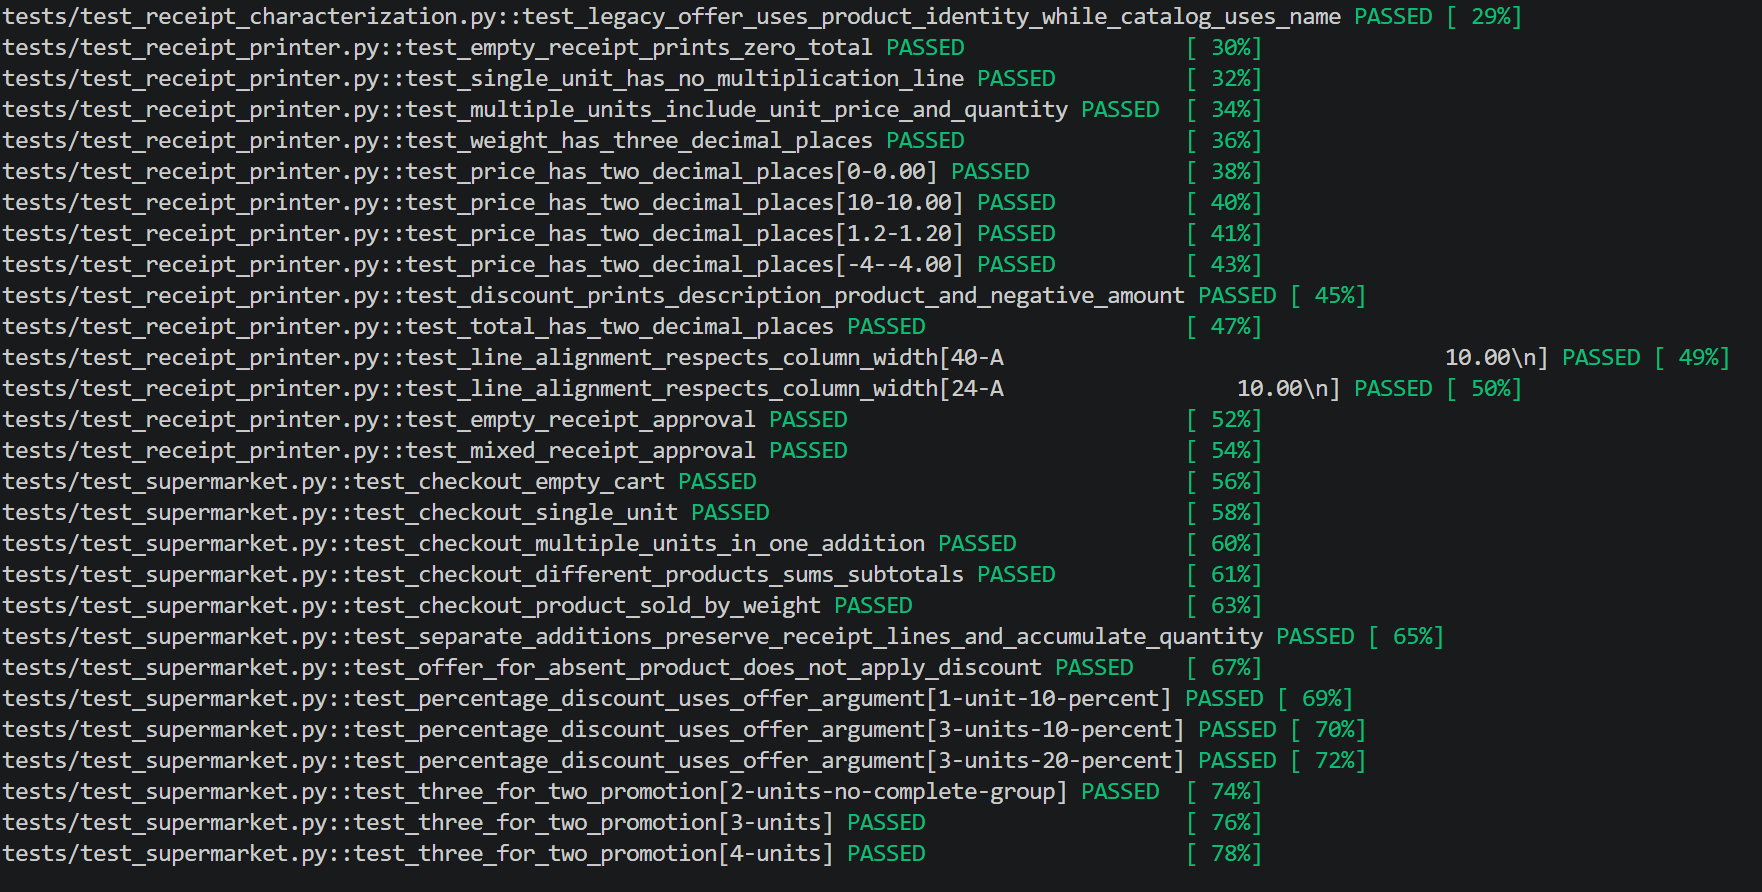 tests/test_receipt_characterization.py::test_legacy_offer_uses_product_identity_while_catalog_uses_name PASSED [ 29%]
tests/test_receipt_printer.py::test_empty_receipt_prints_zero_total PASSED                 [ 30%]
tests/test_receipt_printer.py::test_single_unit_has_no_multiplication_line PASSED          [ 32%]
tests/test_receipt_printer.py::test_multiple_units_include_unit_price_and_quantity PASSED  [ 34%]
tests/test_receipt_printer.py::test_weight_has_three_decimal_places PASSED                 [ 36%]
tests/test_receipt_printer.py::test_price_has_two_decimal_places[0-0.00] PASSED            [ 38%]
tests/test_receipt_printer.py::test_price_has_two_decimal_places[10-10.00] PASSED          [ 40%]
tests/test_receipt_printer.py::test_price_has_two_decimal_places[1.2-1.20] PASSED          [ 41%]
tests/test_receipt_printer.py::test_price_has_two_decimal_places[-4--4.00] PASSED          [ 43%]
tests/test_receipt_printer.py::test_discount_prints_description_product_and_negative_amount PASSED [ 45%]
tests/test_receipt_printer.py::test_total_has_two_decimal_places PASSED                    [ 47%]
tests/test_receipt_printer.py::test_line_alignment_respects_column_width[40-A                                  10.00\n] PASSED [ 49%]
tests/test_receipt_printer.py::test_line_alignment_respects_column_width[24-A                  10.00\n] PASSED [ 50%]
tests/test_receipt_printer.py::test_empty_receipt_approval PASSED                          [ 52%]
tests/test_receipt_printer.py::test_mixed_receipt_approval PASSED                          [ 54%]
tests/test_supermarket.py::test_checkout_empty_cart PASSED                                 [ 56%]
tests/test_supermarket.py::test_checkout_single_unit PASSED                                [ 58%]
tests/test_supermarket.py::test_checkout_multiple_units_in_one_addition PASSED             [ 60%]
tests/test_supermarket.py::test_checkout_different_products_sums_subtotals PASSED          [ 61%]
tests/test_supermarket.py::test_checkout_product_sold_by_weight PASSED                     [ 63%]
tests/test_supermarket.py::test_separate_additions_preserve_receipt_lines_and_accumulate_quantity PASSED [ 65%]
tests/test_supermarket.py::test_offer_for_absent_product_does_not_apply_discount PASSED    [ 67%]
tests/test_supermarket.py::test_percentage_discount_uses_offer_argument[1-unit-10-percent] PASSED [ 69%]
tests/test_supermarket.py::test_percentage_discount_uses_offer_argument[3-units-10-percent] PASSED [ 70%]
tests/test_supermarket.py::test_percentage_discount_uses_offer_argument[3-units-20-percent] PASSED [ 72%]
tests/test_supermarket.py::test_three_for_two_promotion[2-units-no-complete-group] PASSED  [ 74%]
tests/test_supermarket.py::test_three_for_two_promotion[3-units] PASSED                    [ 76%]
tests/test_supermarket.py::test_three_for_two_promotion[4-units] PASSED                    [ 78%]